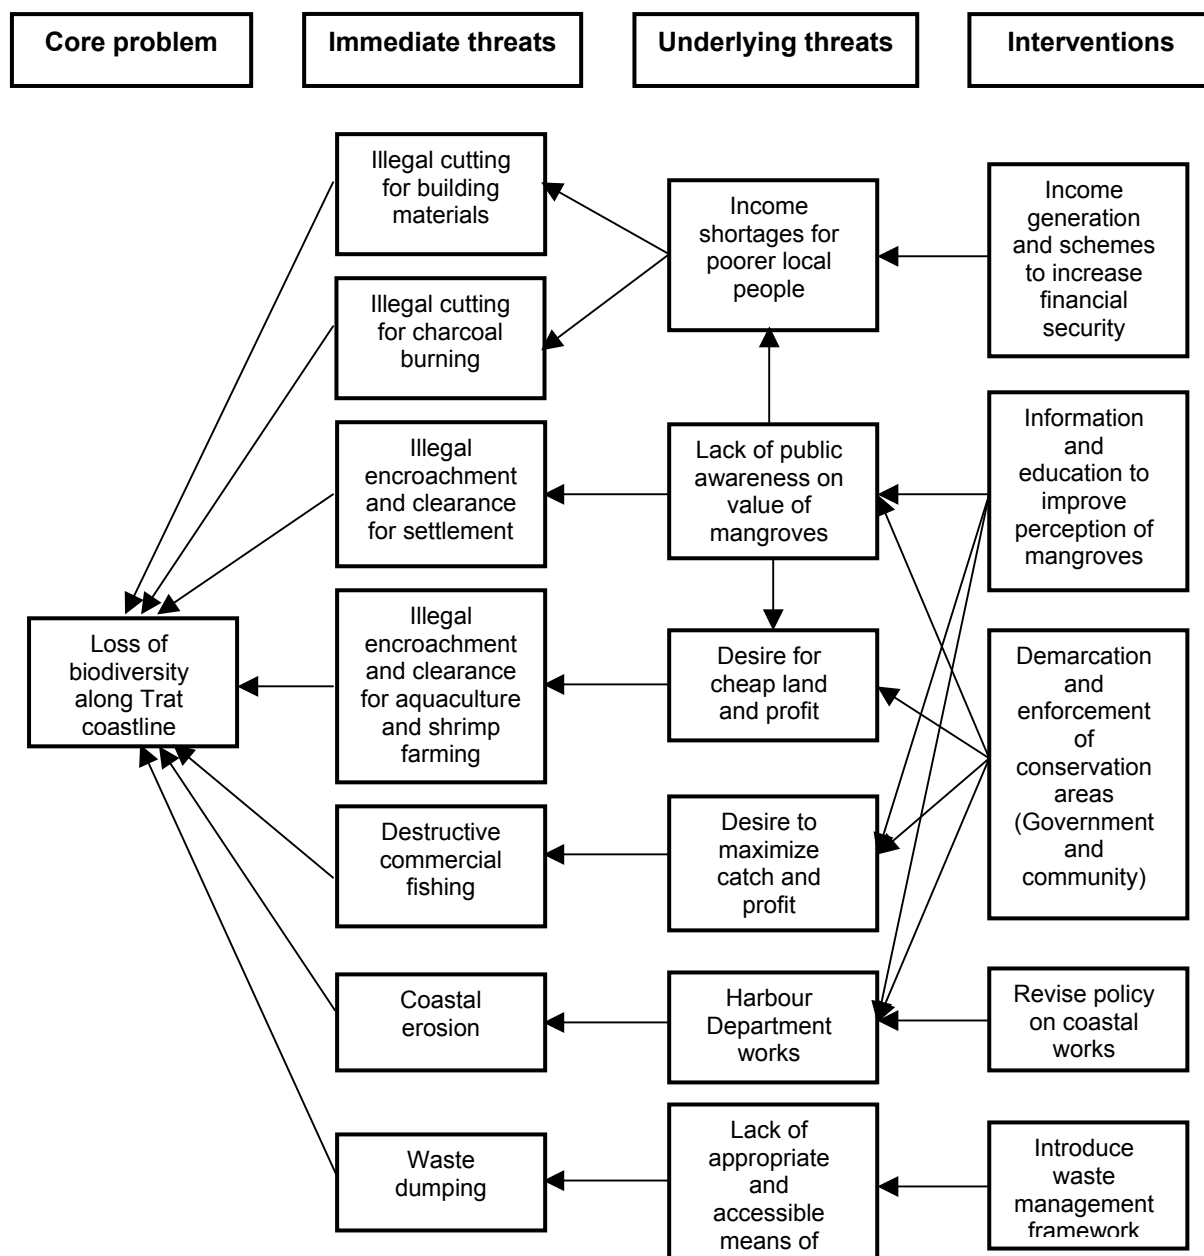 Core problem
Immediate threats
Underlying threats
Interventions
Illegal cutting
for building
materials
Illegal cutting
for charcoal
burning
Illegal
encroachment
and clearance
for settlement
Illegal
encroachment
and clearance
for aquaculture
and shrimp
farming
Destructive
commercial
fishing
Coastal
erosion
Waste
dumping
Loss of
biodiversity
along Trat
coastline
Income
shortages for
poorer local
people
Lack of public
awareness on
value of
mangroves
Desire for
cheap land
and profit
Desire to
maximize
catch and
profit
Harbour
Department
works
Lack of
appropriate
and
accessible
means of
Income
generation
and schemes
to increase
financial
security
Information
and
education to
improve
perception of
mangroves
Demarcation
and
enforcement
of
conservation
areas
(Government
and
community)
Revise policy
on coastal
works
Introduce
waste
management
framework